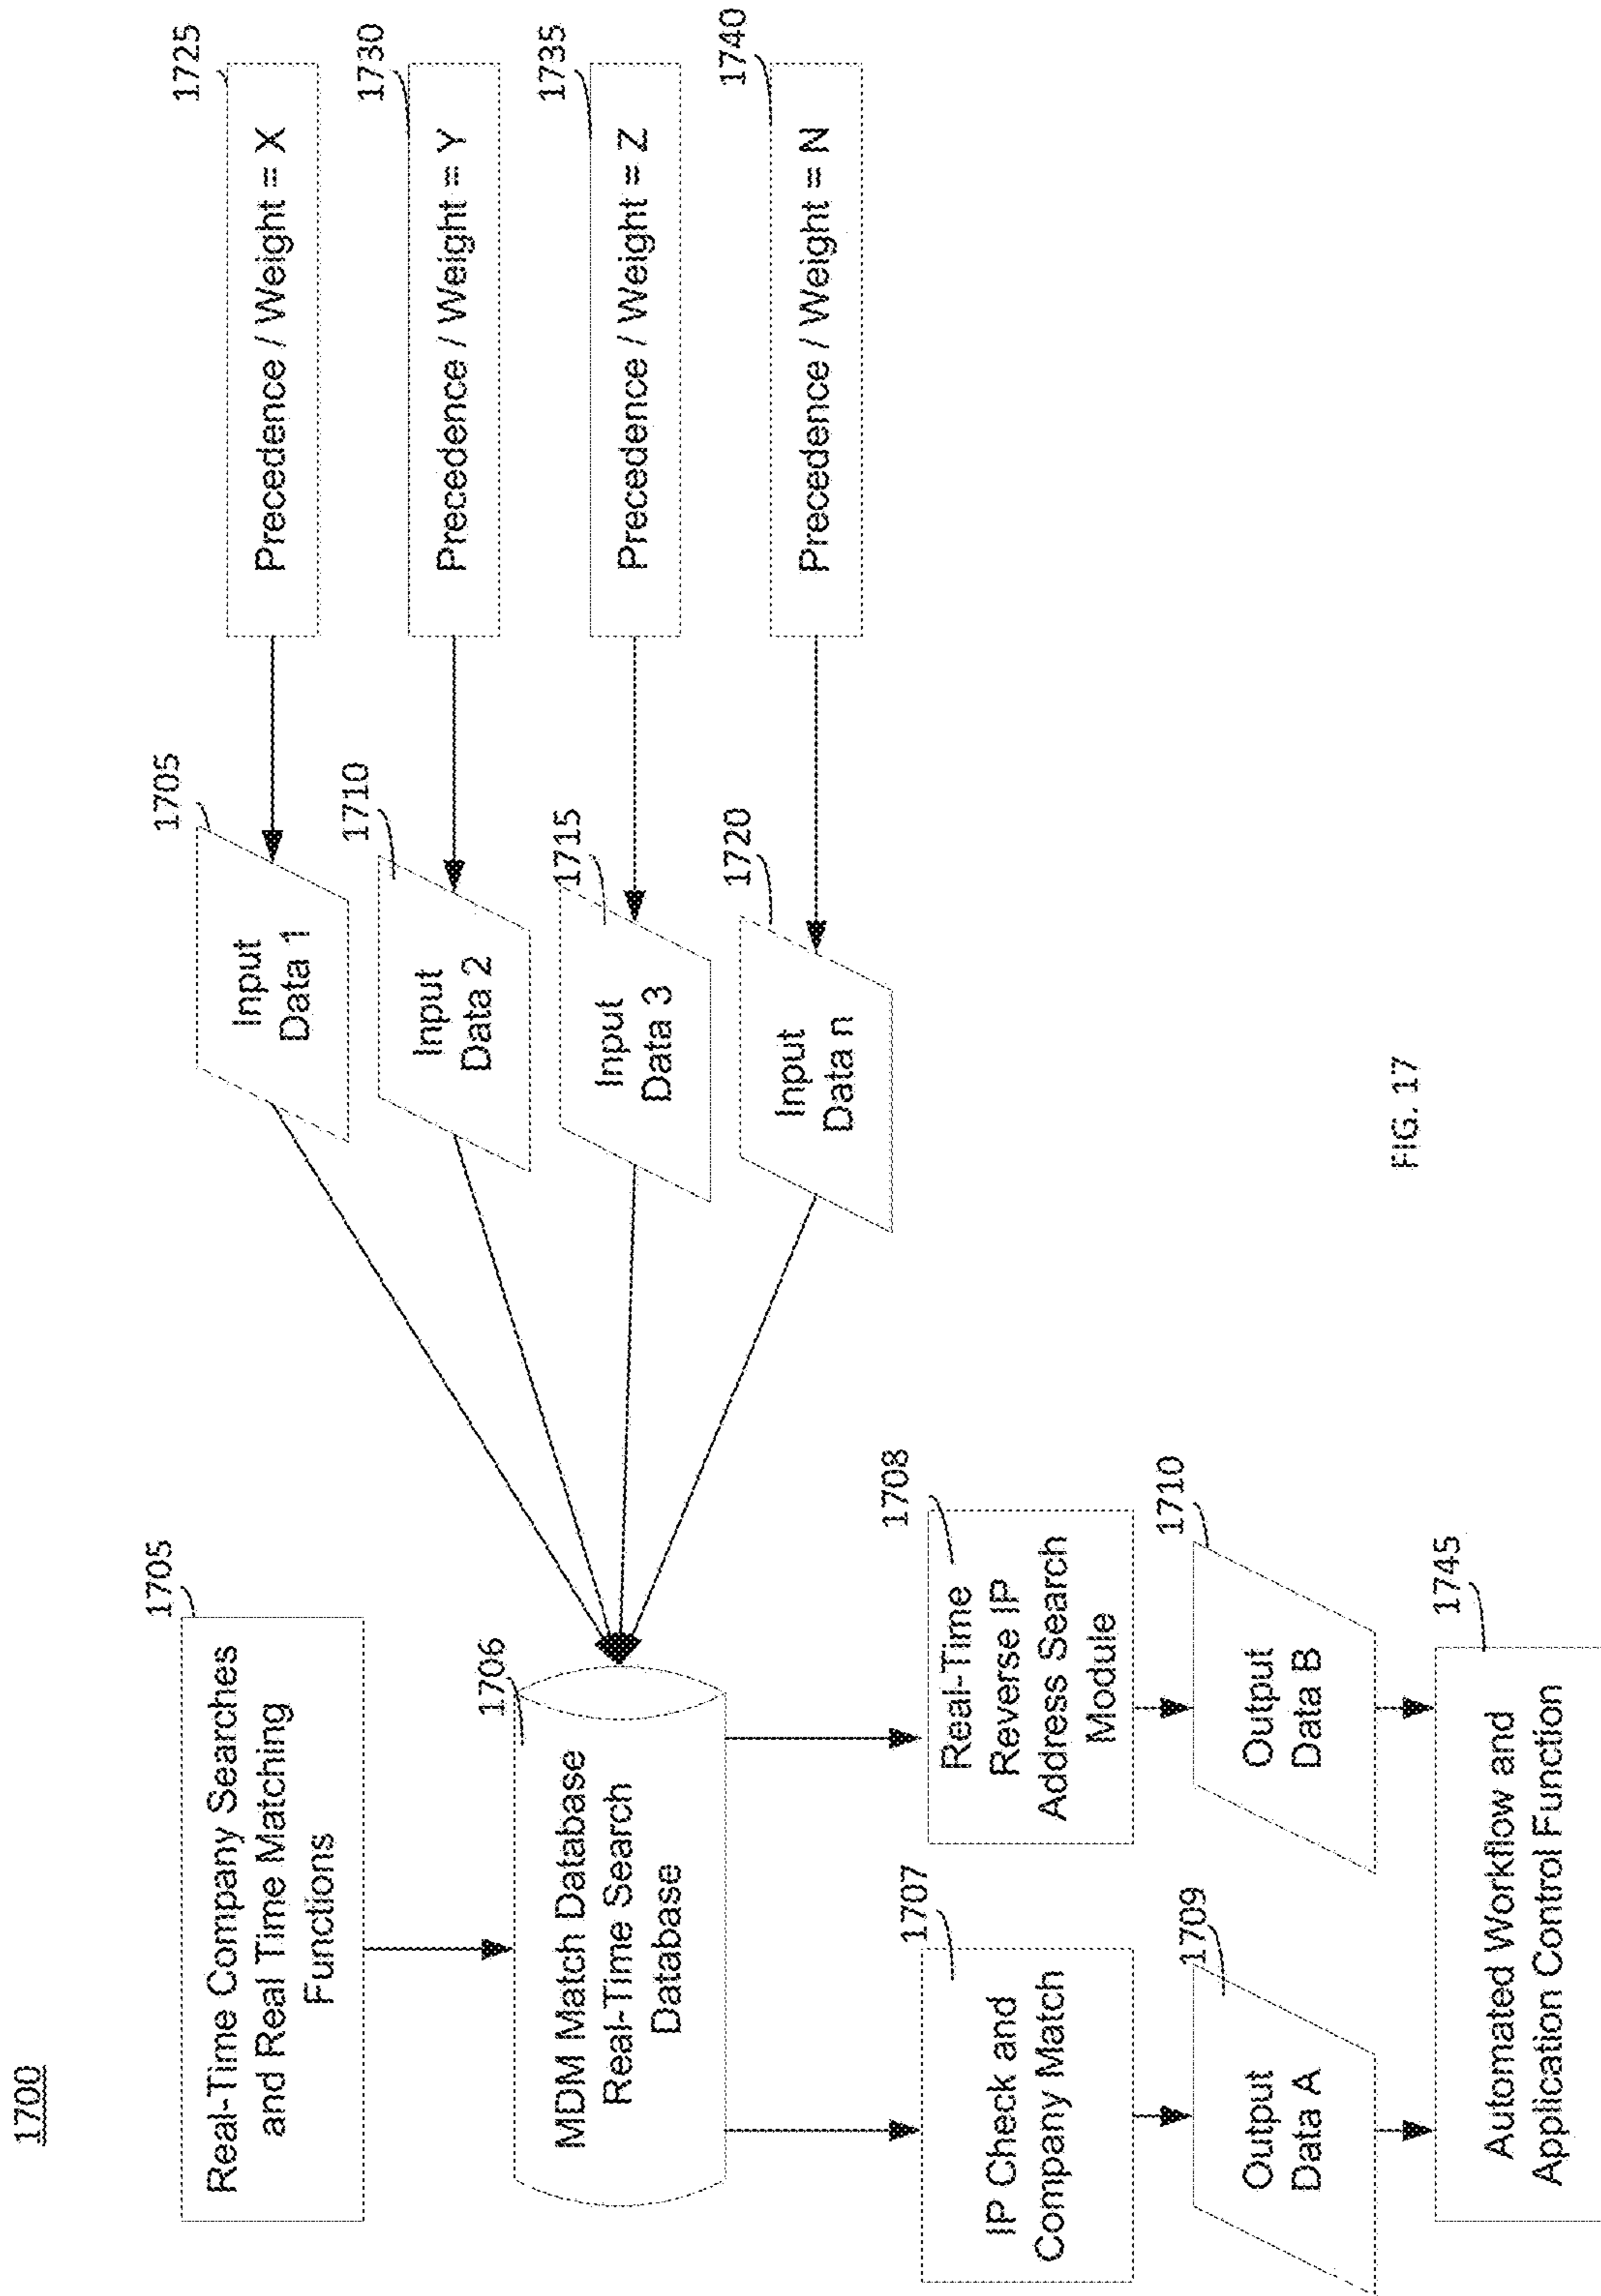 1700
1705
Real-Time Company Searches
and Real Time Matching
Functions
1706
MDM Match Database
Real-Time Search
Database
1707
IP Check and
Company Match
1708
Real-Time
Reverse IP
Address Search
Module
1709
Output
Data A
1710
Output
Data B
1745
Automated Workflow and
Application Control Function
1705
Input
Data 1
1710
Input
Data 2
1715
Input
Data 3
1720
Input
Data n
1725
Precedence / Weight = X
1730
Precedence / Weight = Y
1735
Precedence / Weight = Z
1740
Precedence / Weight = N
FIG. 17